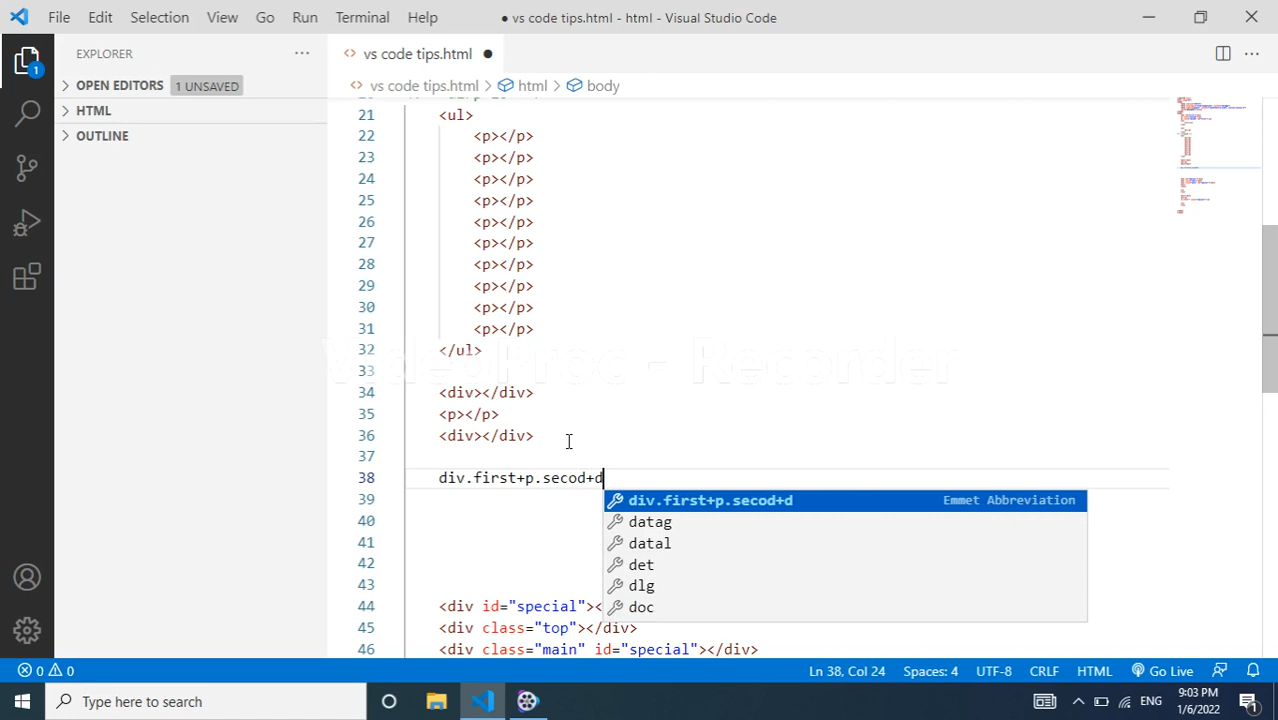 File Edit Selection View Go Run Terminal Help
● vs code tips.html - html - Visual Studio Code
EXPLORER
vs code tips.html ●
1
OPEN EDITORS 1 UNSAVED
vs code tips.html > html > body
HTML
OUTLINE
21 <ul>
22 <p></p>
23 <p></p>
24 <p></p>
25 <p></p>
26 <p></p>
27 <p></p>
28 <p></p>
29 <p></p>
30 <p></p>
31 <p></p>
32 </ul>
VideoProc - Recorder
33
34 <div></div>
35 <p></p>
36 <div></div>
37
38 div.first+p.secod+d
39 div.first+p.secod+d Emmet Abbreviation
40 datag
41 datal
42 det
43 dlg
doc
44 <div id="special"><
45 <div class="top"></div>
46 <div class="main" id="special"></div>
0 0
Ln 38, Col 24 Spaces: 4 UTF-8 CRLF HTML Go Live
Type here to search
ENG
9:03 PM
1/6/2022
1